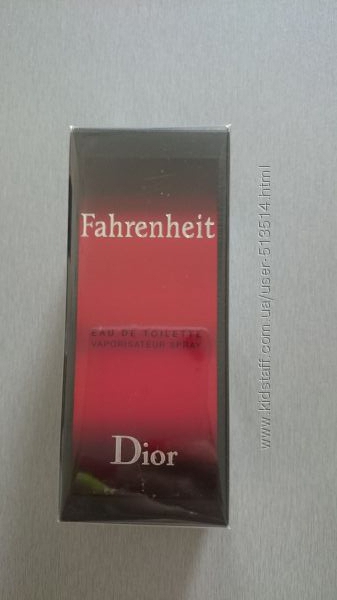 Fahrenheit
EAU DE TOILETTE
VAPORISATEUR SPRAY
Dior
www.kidstaff.com.ua/user-513514.html